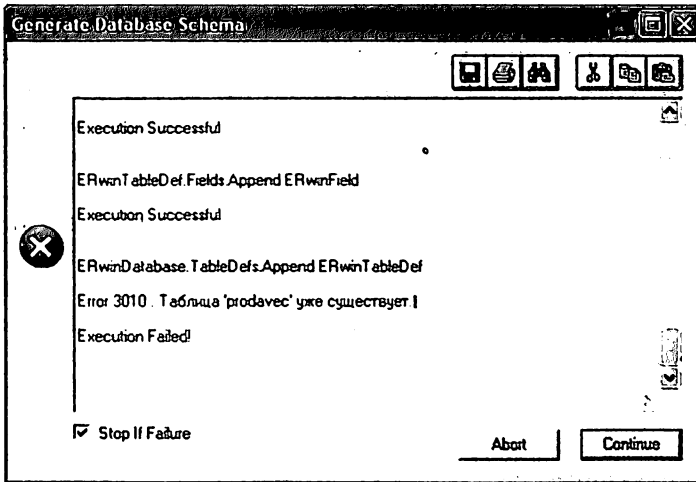 Generate Database Schema
Execution Successful
ERwinTableDef.Fields.Append ERwinField
Execution Successful
ERwinDatabase.TableDefs.Append ERwinTableDef
Error 3010 . Таблица 'prodavec' уже существует.
Execution Failed!
Stop If Failure
Abort
Continue